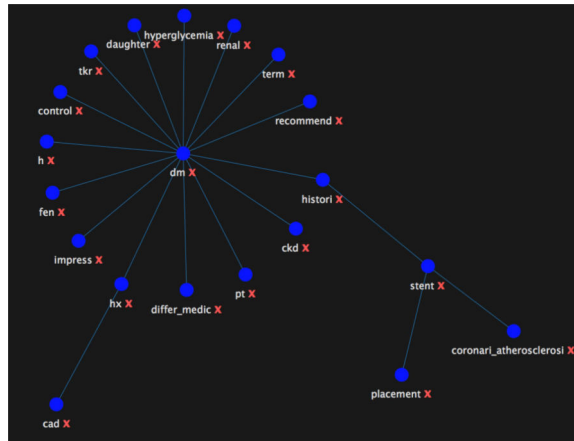 hyperglycemia X
daughter X
renal X
tkr X
term X
control X
recommend X
h X
dm X
fen X
histori X
ckd X
impress X
stent X
pt X
hx X
differ_medic X
coronari_atherosclerosi X
placement X
cad X